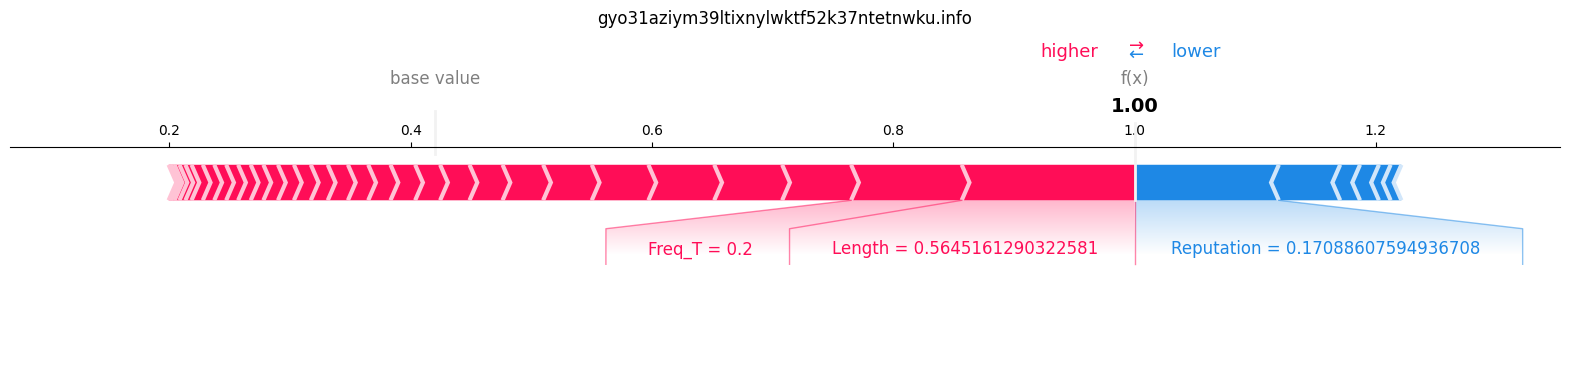 gyo31aziym39ltixnylwktf52k37ntetnwku.info
higher → ← lower
base value f(x)
1.00
0.2 0.4 0.6 0.8 1.0 1.2
Freq_T = 0.2 Length = 0.5645161290322581 Reputation = 0.17088607594936708